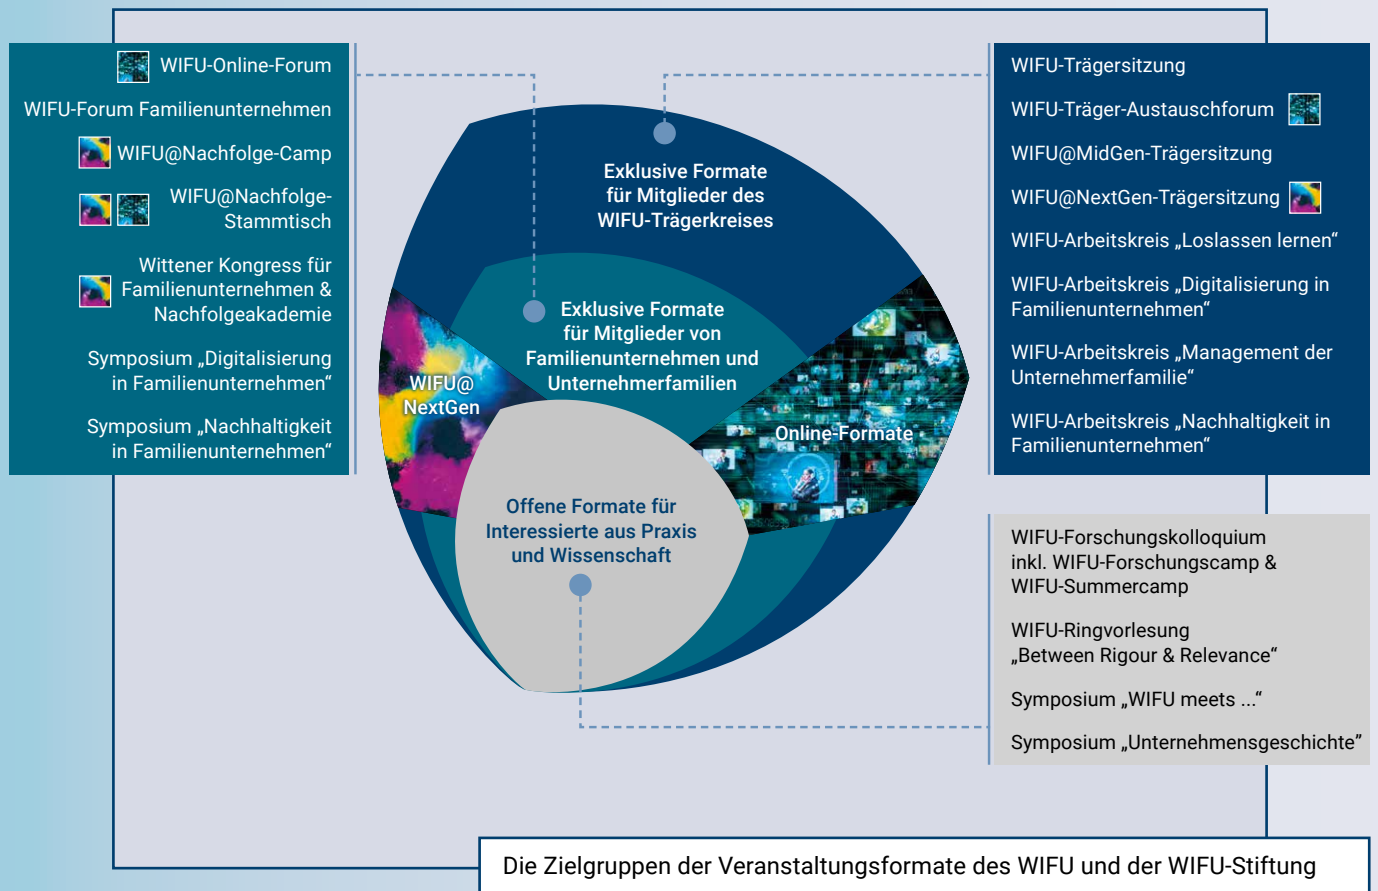 WIFU-Online-Forum
WIFU-Forum Familienunternehmen
WIFU@Nachfolge-Camp
WIFU@Nachfolge-
Stammtisch
Wittener Kongress für
Familienunternehmen &
Nachfolgeakademie
Symposium „Digitalisierung
in Familienunternehmen“
Symposium „Nachhaltigkeit
in Familienunternehmen“
Exklusive Formate
für Mitglieder des
WIFU-Trägerkreises
Exklusive Formate
für Mitglieder von
Familienunternehmen und
Unternehmerfamilien
WIFU@
NextGen
Online-Formate
Offene Formate für
Interessierte aus Praxis
und Wissenschaft
WIFU-Trägersitzung
WIFU-Träger-Austauschforum
WIFU@MidGen-Trägersitzung
WIFU@NextGen-Trägersitzung
WIFU-Arbeitskreis „Loslassen lernen“
WIFU-Arbeitskreis „Digitalisierung in
Familienunternehmen“
WIFU-Arbeitskreis „Management der
Unternehmerfamilie“
WIFU-Arbeitskreis „Nachhaltigkeit in
Familienunternehmen“
WIFU-Forschungskolloquium
inkl. WIFU-Forschungscamp &
WIFU-Summercamp
WIFU-Ringvorlesung
„Between Rigour & Relevance“
Symposium „WIFU meets ...“
Symposium „Unternehmensgeschichte”
Die Zielgruppen der Veranstaltungsformate des WIFU und der WIFU-Stiftung